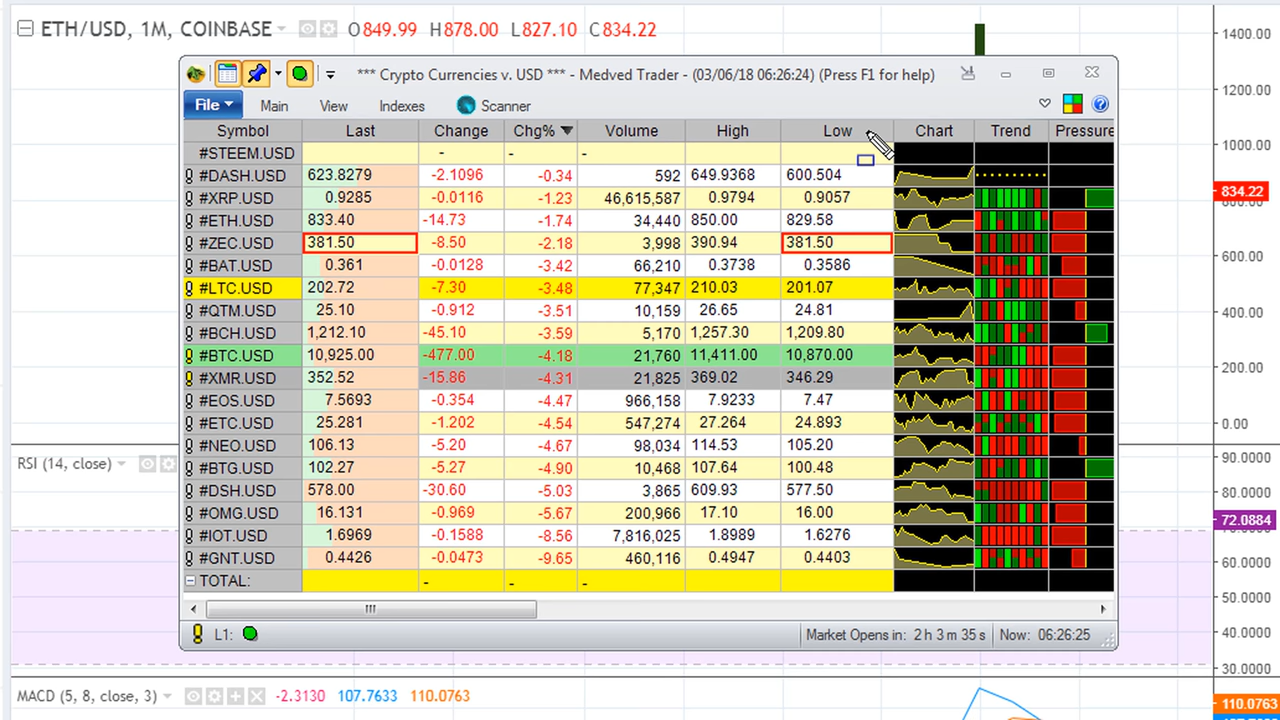 ETH/USD, 1M, COINBASE O849.99 H878.00 L827.10 C834.22
1400.00
*** Crypto Currencies v. USD *** - Medved Trader - (03/06/18 06:26:24) (Press F1 for help)
1200.00
File Main View Indexes Scanner
Symbol Last Change Chg% Volume High Low Chart Trend Pressure
1000.00
#STEEM.USD - - -
#DASH.USD 623.8279 -2.1096 -0.34 592 649.9368 600.504
834.22
#XRP.USD 0.9285 -0.0116 -1.23 46,615,587 0.9794 0.9057
#ETH.USD 833.40 -14.73 -1.74 34,440 850.00 829.58
#ZEC.USD 381.50 -8.50 -2.18 3,998 390.94 381.50
600.00
#BAT.USD 0.361 -0.0128 -3.42 66,210 0.3738 0.3586
#LTC.USD 202.72 -7.30 -3.48 77,347 210.03 201.07
#QTM.USD 25.10 -0.912 -3.51 10,159 26.65 24.81
400.00
#BCH.USD 1,212.10 -45.10 -3.59 5,170 1,257.30 1,209.80
#BTC.USD 10,925.00 -477.00 -4.18 21,760 11,411.00 10,870.00
200.00
#XMR.USD 352.52 -15.86 -4.31 21,825 369.02 346.29
#EOS.USD 7.5693 -0.354 -4.47 966,158 7.9233 7.47
#ETC.USD 25.281 -1.202 -4.54 547,274 27.264 24.893
0.00
#NEO.USD 106.13 -5.20 -4.67 98,034 114.53 105.20
90.0000
RSI (14, close)
#BTG.USD 102.27 -5.27 -4.90 10,468 107.64 100.48
#DSH.USD 578.00 -30.60 -5.03 3,865 609.93 577.50
80.0000
#OMG.USD 16.131 -0.969 -5.67 200,966 17.10 16.00
72.0884
#IOT.USD 1.6969 -0.1588 -8.56 7,816,025 1.8989 1.6276
#GNT.USD 0.4426 -0.0473 -9.65 460,116 0.4947 0.4403
60.0000
TOTAL: - - -
50.0000
L1: Market Opens in: 2 h 3 m 35 s Now: 06:26:25
40.0000
30.0000
MACD (5, 8, close, 3) -2.3130 107.7633 110.0763
110.0763